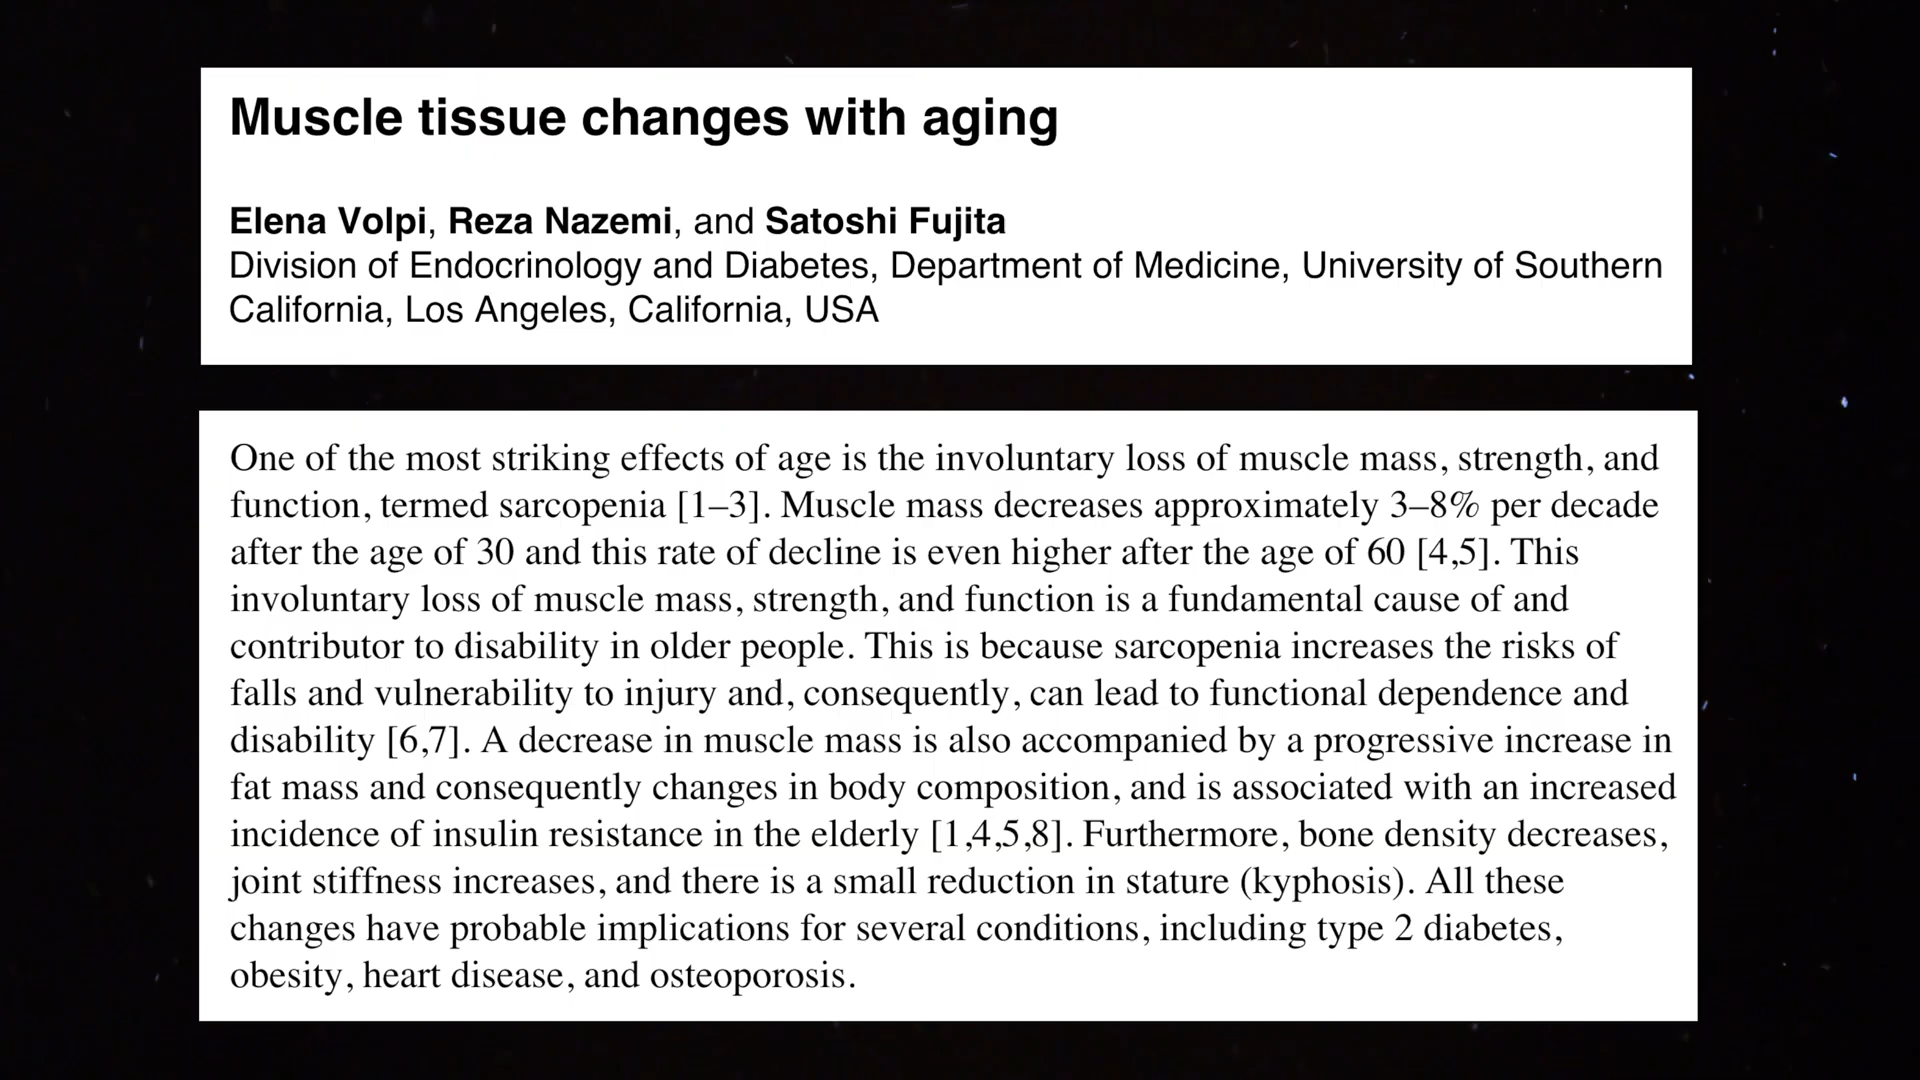 Muscle tissue changes with aging
Elena Volpi, Reza Nazemi, and Satoshi Fujita
Division of Endocrinology and Diabetes, Department of Medicine, University of Southern
California, Los Angeles, California, USA
One of the most striking effects of age is the involuntary loss of muscle mass, strength, and
function, termed sarcopenia [1–3]. Muscle mass decreases approximately 3–8% per decade
after the age of 30 and this rate of decline is even higher after the age of 60 [4,5]. This
involuntary loss of muscle mass, strength, and function is a fundamental cause of and
contributor to disability in older people. This is because sarcopenia increases the risks of
falls and vulnerability to injury and, consequently, can lead to functional dependence and
disability [6,7]. A decrease in muscle mass is also accompanied by a progressive increase in
fat mass and consequently changes in body composition, and is associated with an increased
incidence of insulin resistance in the elderly [1,4,5,8]. Furthermore, bone density decreases,
joint stiffness increases, and there is a small reduction in stature (kyphosis). All these
changes have probable implications for several conditions, including type 2 diabetes,
obesity, heart disease, and osteoporosis.